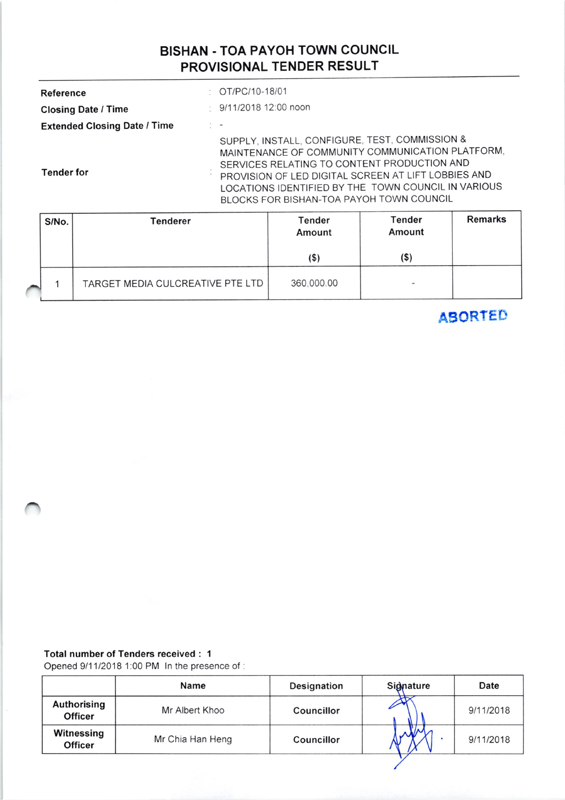 BISHAN - TOA PAYOH TOWN COUNCIL
PROVISIONAL TENDER RESULT
Reference : OT/PC/10-18/01
Closing Date / Time : 9/11/2018 12:00 noon
Extended Closing Date / Time : -
Tender for : SUPPLY, INSTALL, CONFIGURE, TEST, COMMISSION &
MAINTENANCE OF COMMUNITY COMMUNICATION PLATFORM,
SERVICES RELATING TO CONTENT PRODUCTION AND
PROVISION OF LED DIGITAL SCREEN AT LIFT LOBBIES AND
LOCATIONS IDENTIFIED BY THE TOWN COUNCIL IN VARIOUS
BLOCKS FOR BISHAN-TOA PAYOH TOWN COUNCIL
S/No. Tenderer Tender Amount ($) Tender Amount ($) Remarks
1 TARGET MEDIA CULCREATIVE PTE LTD 360,000.00 -
ABORTED
Total number of Tenders received : 1
Opened 9/11/2018 1:00 PM In the presence of :
Name Designation Signature Date
Authorising Officer Mr Albert Khoo Councillor 9/11/2018
Witnessing Officer Mr Chia Han Heng Councillor 9/11/2018